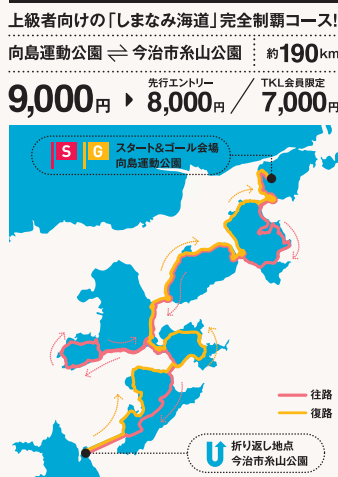 上級者向けの「しまなみ海道」完全制覇コース!
向島運動公園 ⇌ 今治市糸山公園 約190km
9,000円 ▶ 先行エントリー 8,000円 / TKL会員限定 7,000円
S G スタート&ゴール会場
向島運動公園
往路
復路
折り返し地点
今治市糸山公園